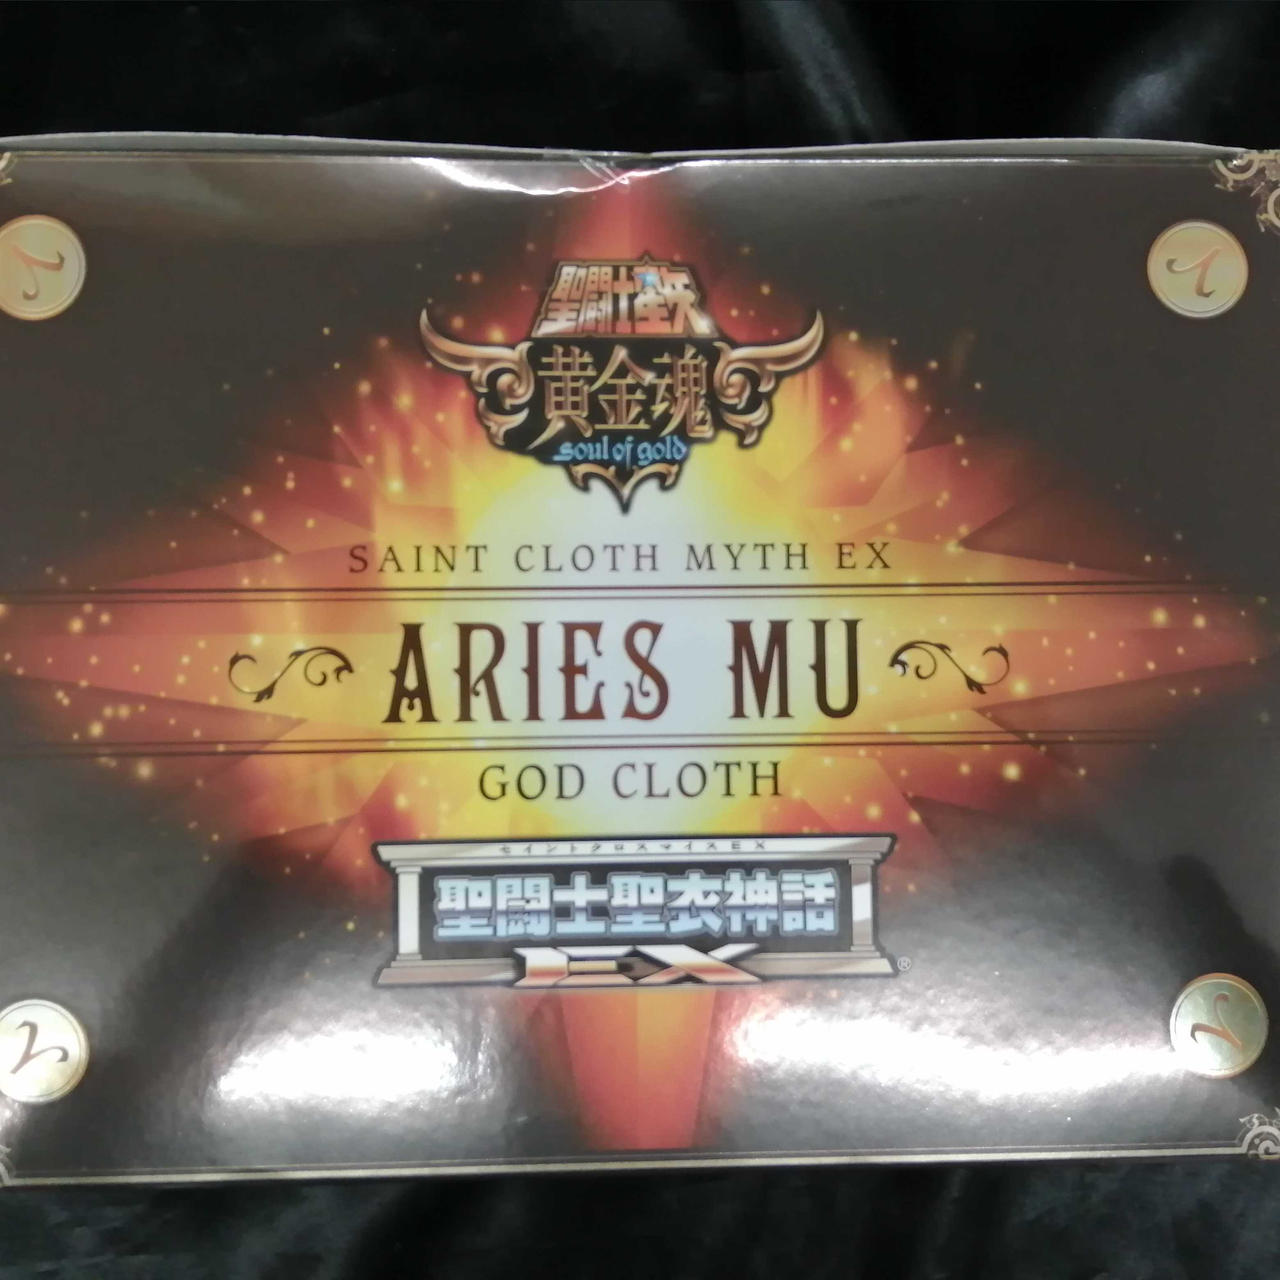 聖闘士星矢
黄金魂
soul of gold
SAINT CLOTH MYTH EX
ARIES MU
GOD CLOTH
セイントクロスマイスEX
聖闘士聖衣神話
EX
®